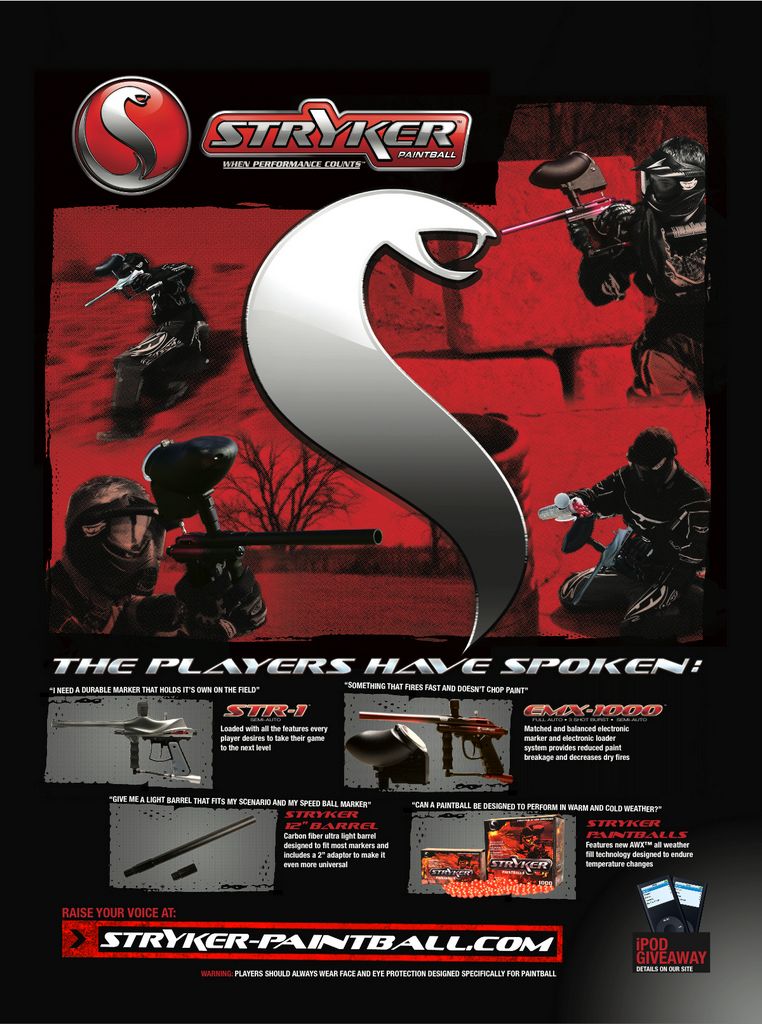 STRYKER™
PAINTBALL
WHEN PERFORMANCE COUNTS™
THE PLAYERS HAVE SPOKEN:
"I NEED A DURABLE MARKER THAT HOLDS IT'S OWN ON THE FIELD"
STR-1
SEMI-AUTO
Loaded with all the features every
player desires to take their game
to the next level
"SOMETHING THAT FIRES FAST AND DOESN'T CHOP PAINT"
EMX-1000
FULL AUTO • 3 SHOT BURST • SEMI-AUTO
Matched and balanced electronic
marker and electronic loader
system provides reduced paint
breakage and decreases dry fires
"GIVE ME A LIGHT BARREL THAT FITS MY SCENARIO AND MY SPEED BALL MARKER"
STRYKER
12" BARREL
Carbon fiber ultra light barrel
designed to fit most markers and
includes a 2" adaptor to make it
even more universal
"CAN A PAINTBALL BE DESIGNED TO PERFORM IN WARM AND COLD WEATHER?"
STRYKER
PAINTBALLS
Features new AWX™ all weather
fill technology designed to endure
temperature changes
STRYKER
STRYKER
1000
RAISE YOUR VOICE AT:
STRYKER-PAINTBALL.COM
iPOD
GIVEAWAY
DETAILS ON OUR SITE
WARNING: PLAYERS SHOULD ALWAYS WEAR FACE AND EYE PROTECTION DESIGNED SPECIFICALLY FOR PAINTBALL